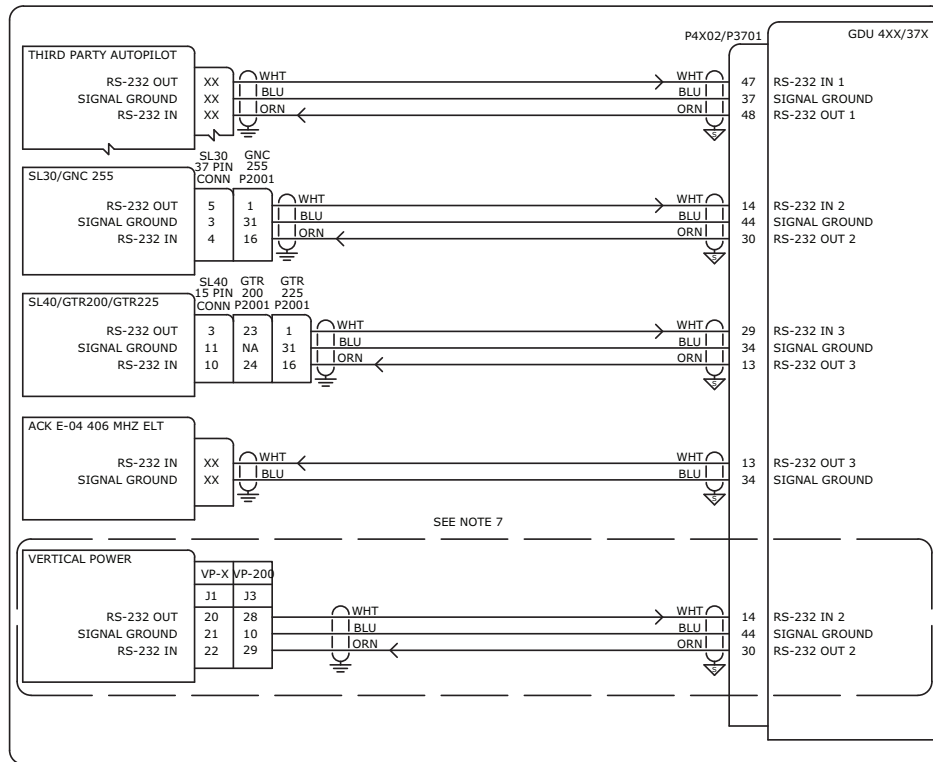 P4X02/P3701 GDU 4XX/37X
THIRD PARTY AUTOPILOT
RS-232 OUT XX WHT WHT 47 RS-232 IN 1
SIGNAL GROUND XX BLU BLU 37 SIGNAL GROUND
RS-232 IN XX ORN ORN 48 RS-232 OUT 1
S
SL30 GNC
37 PIN 255
CONN P2001
SL30/GNC 255
RS-232 OUT 5 1 WHT WHT 14 RS-232 IN 2
SIGNAL GROUND 3 31 BLU BLU 44 SIGNAL GROUND
RS-232 IN 4 16 ORN ORN 30 RS-232 OUT 2
S
SL40 GTR GTR
15 PIN 200 225
CONN P2001 P2001
SL40/GTR200/GTR225
RS-232 OUT 3 23 1 WHT WHT 29 RS-232 IN 3
SIGNAL GROUND 11 NA 31 BLU BLU 34 SIGNAL GROUND
RS-232 IN 10 24 16 ORN ORN 13 RS-232 OUT 3
S
ACK E-04 406 MHZ ELT
RS-232 IN XX WHT WHT 13 RS-232 OUT 3
SIGNAL GROUND XX BLU BLU 34 SIGNAL GROUND
S
SEE NOTE 7
VERTICAL POWER
VP-X VP-200
J1 J3
RS-232 OUT 20 28 WHT WHT 14 RS-232 IN 2
SIGNAL GROUND 21 10 BLU BLU 44 SIGNAL GROUND
RS-232 IN 22 29 ORN ORN 30 RS-232 OUT 2
S